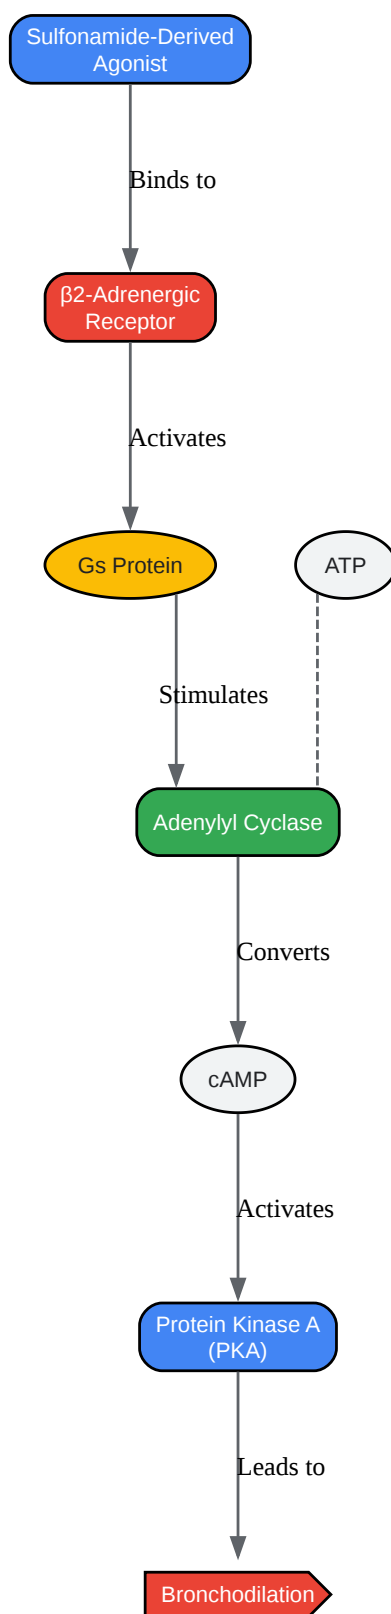 Sulfonamide-Derived
Agonist
Binds to
β2-Adrenergic
Receptor
Activates
Gs Protein
ATP
Stimulates
Adenylyl Cyclase
Converts
cAMP
Activates
Protein Kinase A
(PKA)
Leads to
Bronchodilation